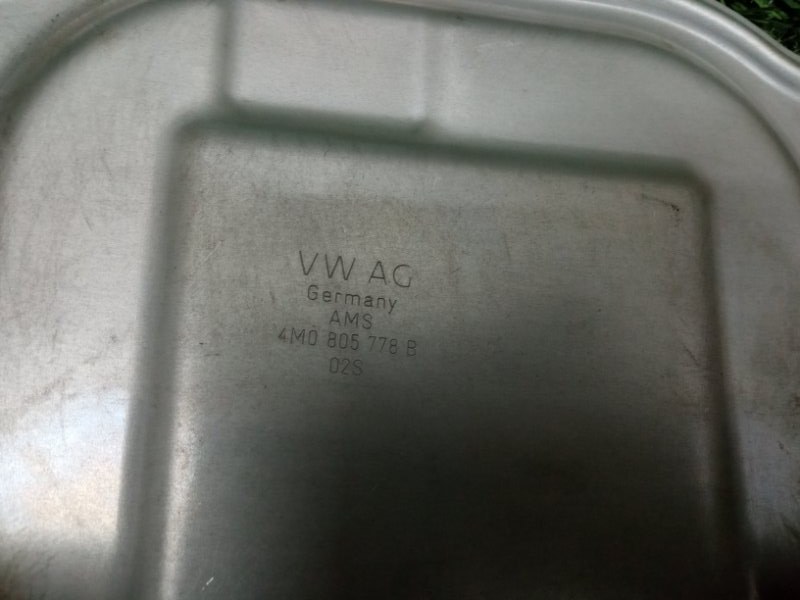 VW AG
Germany
AMS
4M0 805 778 B
02S